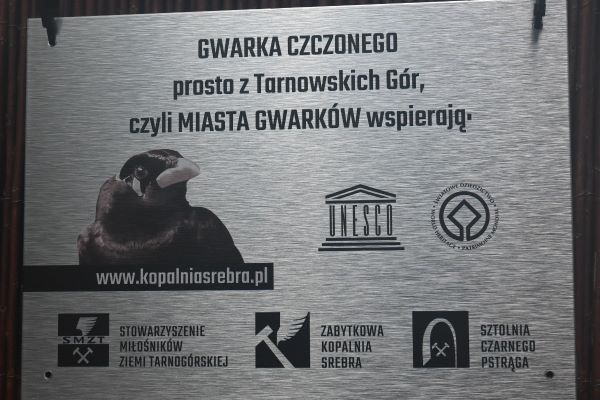 GWARKA CZCZONEGO
prosto z Tarnowskich Gór,
czyli MIASTA GWARKÓW wspierają:
UNESCO
www.kopalniasrebra.pl
SMZT
STOWARZYSZENIE
MIŁOŚNIKÓW
ZIEMI TARNOGÓRSKIEJ
ZABYTKOWA
KOPALNIA
SREBRA
SZTOLNIA
CZARNEGO
PSTRĄGA